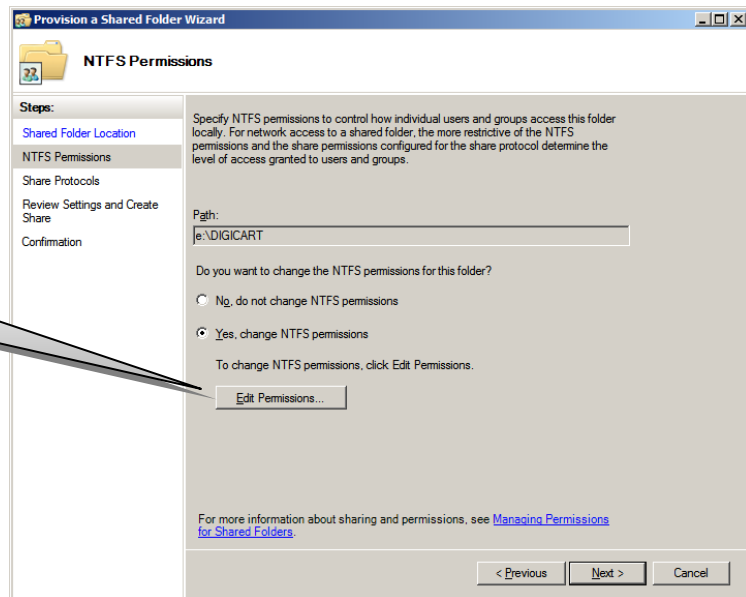 Provision a Shared Folder Wizard
NTFS Permissions
Steps:
Shared Folder Location
NTFS Permissions
Share Protocols
Review Settings and Create
Share
Confirmation
Specify NTFS permissions to control how individual users and groups access this folder
locally. For network access to a shared folder, the more restrictive of the NTFS
permissions and the share permissions configured for the share protocol determine the
level of access granted to users and groups.
Path:
e:\DIGICART
Do you want to change the NTFS permissions for this folder?
No, do not change NTFS permissions
Yes, change NTFS permissions
To change NTFS permissions, click Edit Permissions.
Edit Permissions...
For more information about sharing and permissions, see Managing Permissions
for Shared Folders.
< Previous
Next >
Cancel